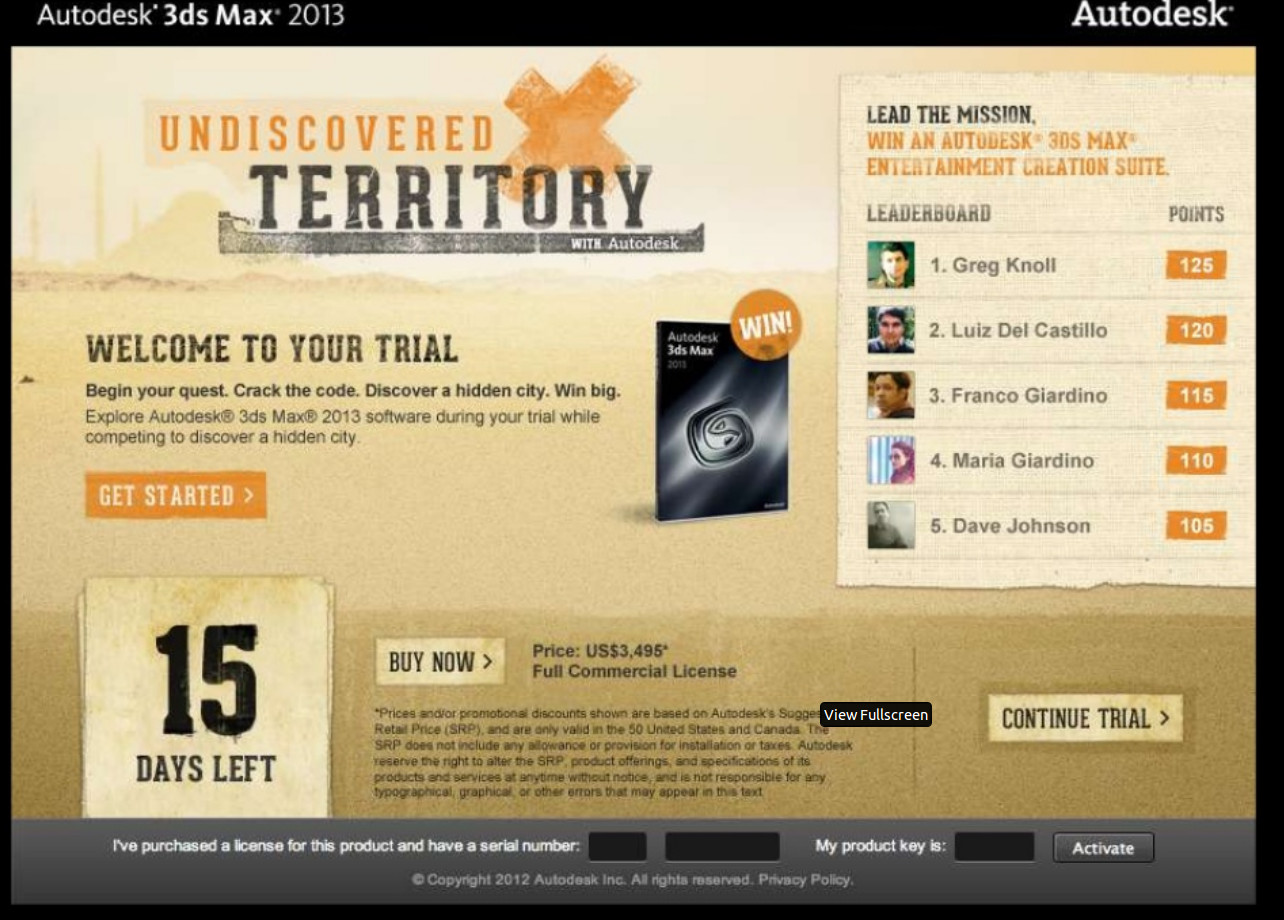 Autodesk® 3ds Max® 2013
Autodesk®
UNDISCOVERED
TERRITORY
WITH Autodesk
WELCOME TO YOUR TRIAL
Begin your quest. Crack the code. Discover a hidden city. Win big.
Explore Autodesk® 3ds Max® 2013 software during your trial while
competing to discover a hidden city.
GET STARTED >
Autodesk
3ds Max
2013
WIN!
LEAD THE MISSION,
WIN AN AUTODESK® 3DS MAX®
ENTERTAINMENT CREATION SUITE.
LEADERBOARD POINTS
1. Greg Knoll 125
2. Luiz Del Castillo 120
3. Franco Giardino 115
4. Maria Giardino 110
5. Dave Johnson 105
15
DAYS LEFT
BUY NOW >
Price: US$3,495*
Full Commercial License
*Prices and/or promotional discounts shown are based on Autodesk's
Retail Price (SRP), and are only valid in the 50 United States and Canada. The
SRP does not include any allowance or provision for installation or taxes. Autodesk
reserve the right to alter the SRP, product offerings, and specifications of its
products and services at anytime without notice, and is not responsible for any
typographical, graphical, or other errors that may appear in this text
View Fullscreen
CONTINUE TRIAL >
I've purchased a license for this product and have a serial number:
My product key is:
Activate
© Copyright 2012 Autodesk Inc. All rights reserved. Privacy Policy.